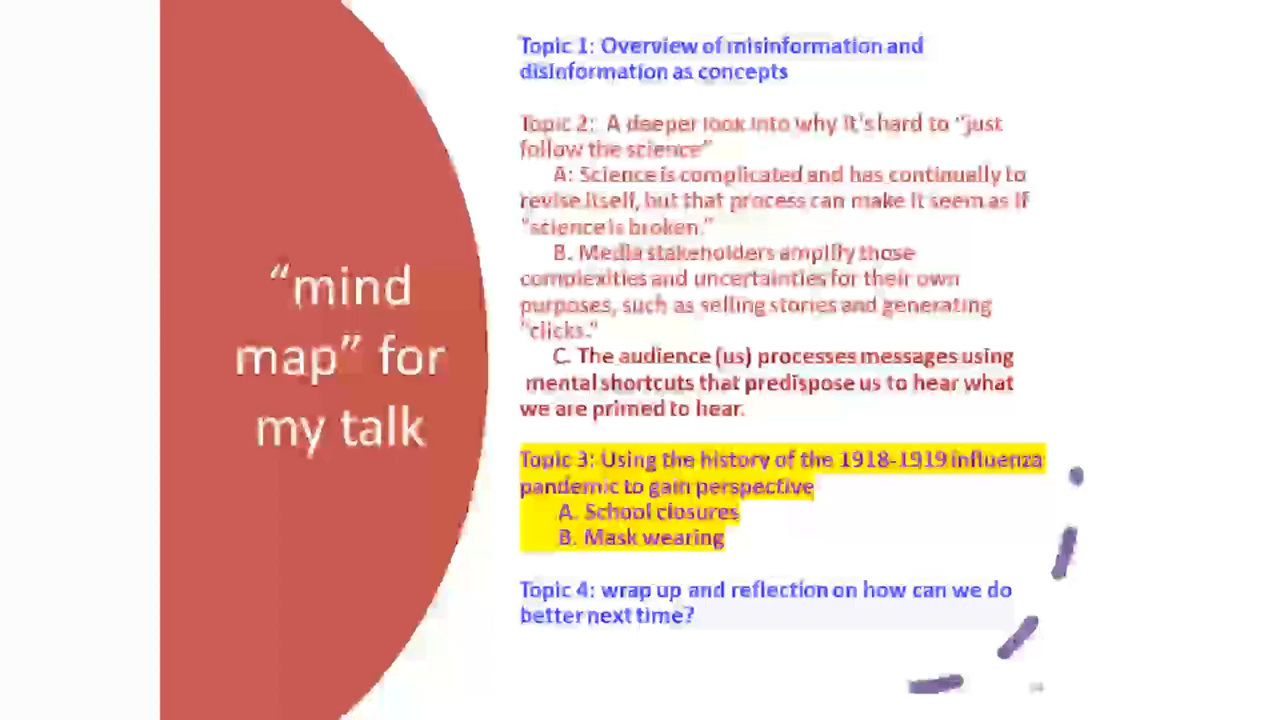 “mind
map” for
my talk
Topic 1: Overview of misinformation and
disinformation as concepts
Topic 2: A deeper look into why it's hard to “just
follow the science”
A: Science is complicated and has continually to
revise itself, but that process can make it seem as if
“science is broken.”
B. Media stakeholders amplify those
complexities and uncertainties for their own
purposes, such as selling stories and generating
“clicks.”
C. The audience (us) processes messages using
mental shortcuts that predispose us to hear what
we are primed to hear.
Topic 3: Using the history of the 1918-1919 influenza
pandemic to gain perspective
A. School closures
B. Mask wearing
Topic 4: wrap up and reflection on how can we do
better next time?